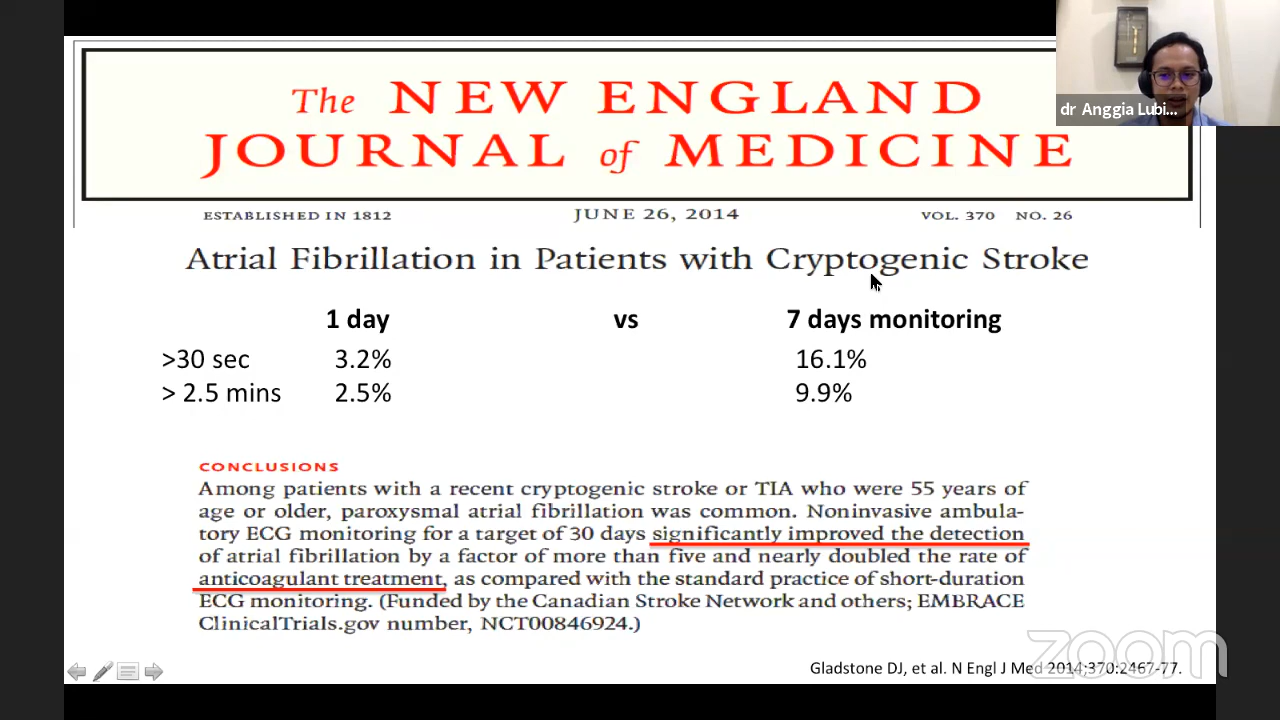 The NEW ENGLAND
JOURNAL of MEDICINE
dr Anggia Lubi...
ESTABLISHED IN 1812
JUNE 26, 2014
VOL. 370 NO. 26
Atrial Fibrillation in Patients with Cryptogenic Stroke
1 day vs 7 days monitoring
>30 sec 3.2% 16.1%
> 2.5 mins 2.5% 9.9%
CONCLUSIONS
Among patients with a recent cryptogenic stroke or TIA who were 55 years of
age or older, paroxysmal atrial fibrillation was common. Noninvasive ambula-
tory ECG monitoring for a target of 30 days significantly improved the detection
of atrial fibrillation by a factor of more than five and nearly doubled the rate of
anticoagulant treatment, as compared with the standard practice of short-duration
ECG monitoring. (Funded by the Canadian Stroke Network and others; EMBRACE
ClinicalTrials.gov number, NCT00846924.)
zoom
Gladstone DJ, et al. N Engl J Med 2014;370:2467-77.